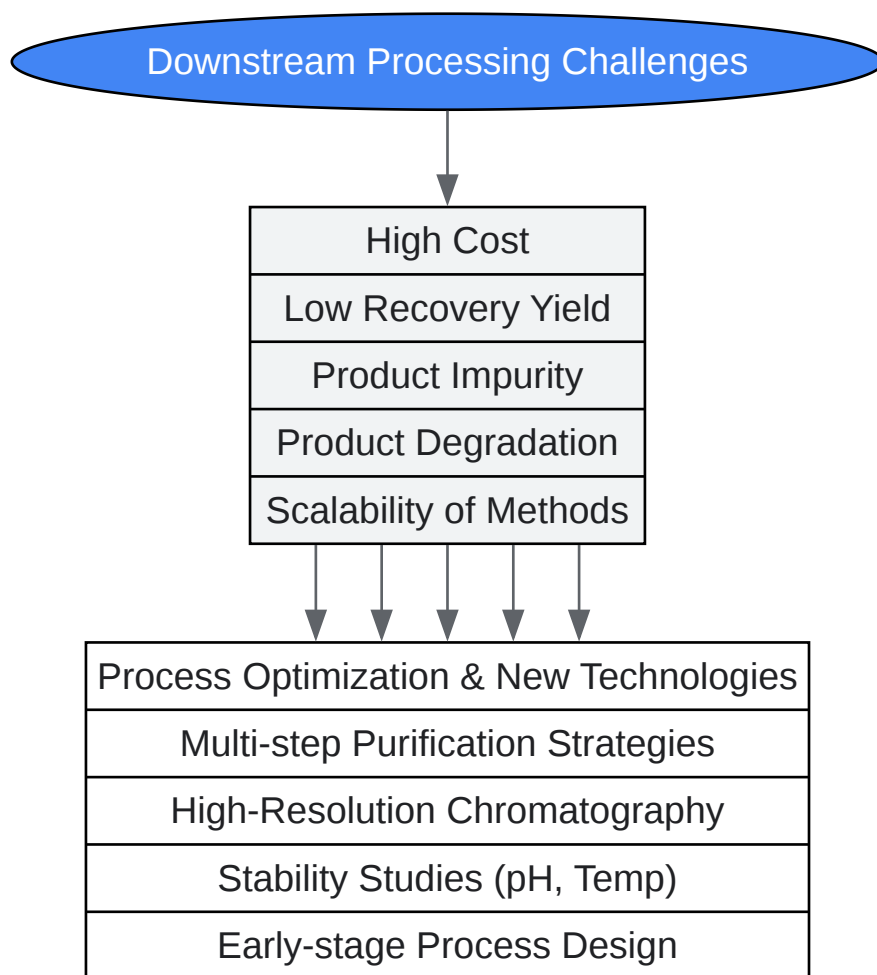 Downstream Processing Challenges
High Cost
Low Recovery Yield
Product Impurity
Product Degradation
Scalability of Methods
Process Optimization & New Technologies
Multi-step Purification Strategies
High-Resolution Chromatography
Stability Studies (pH, Temp)
Early-stage Process Design